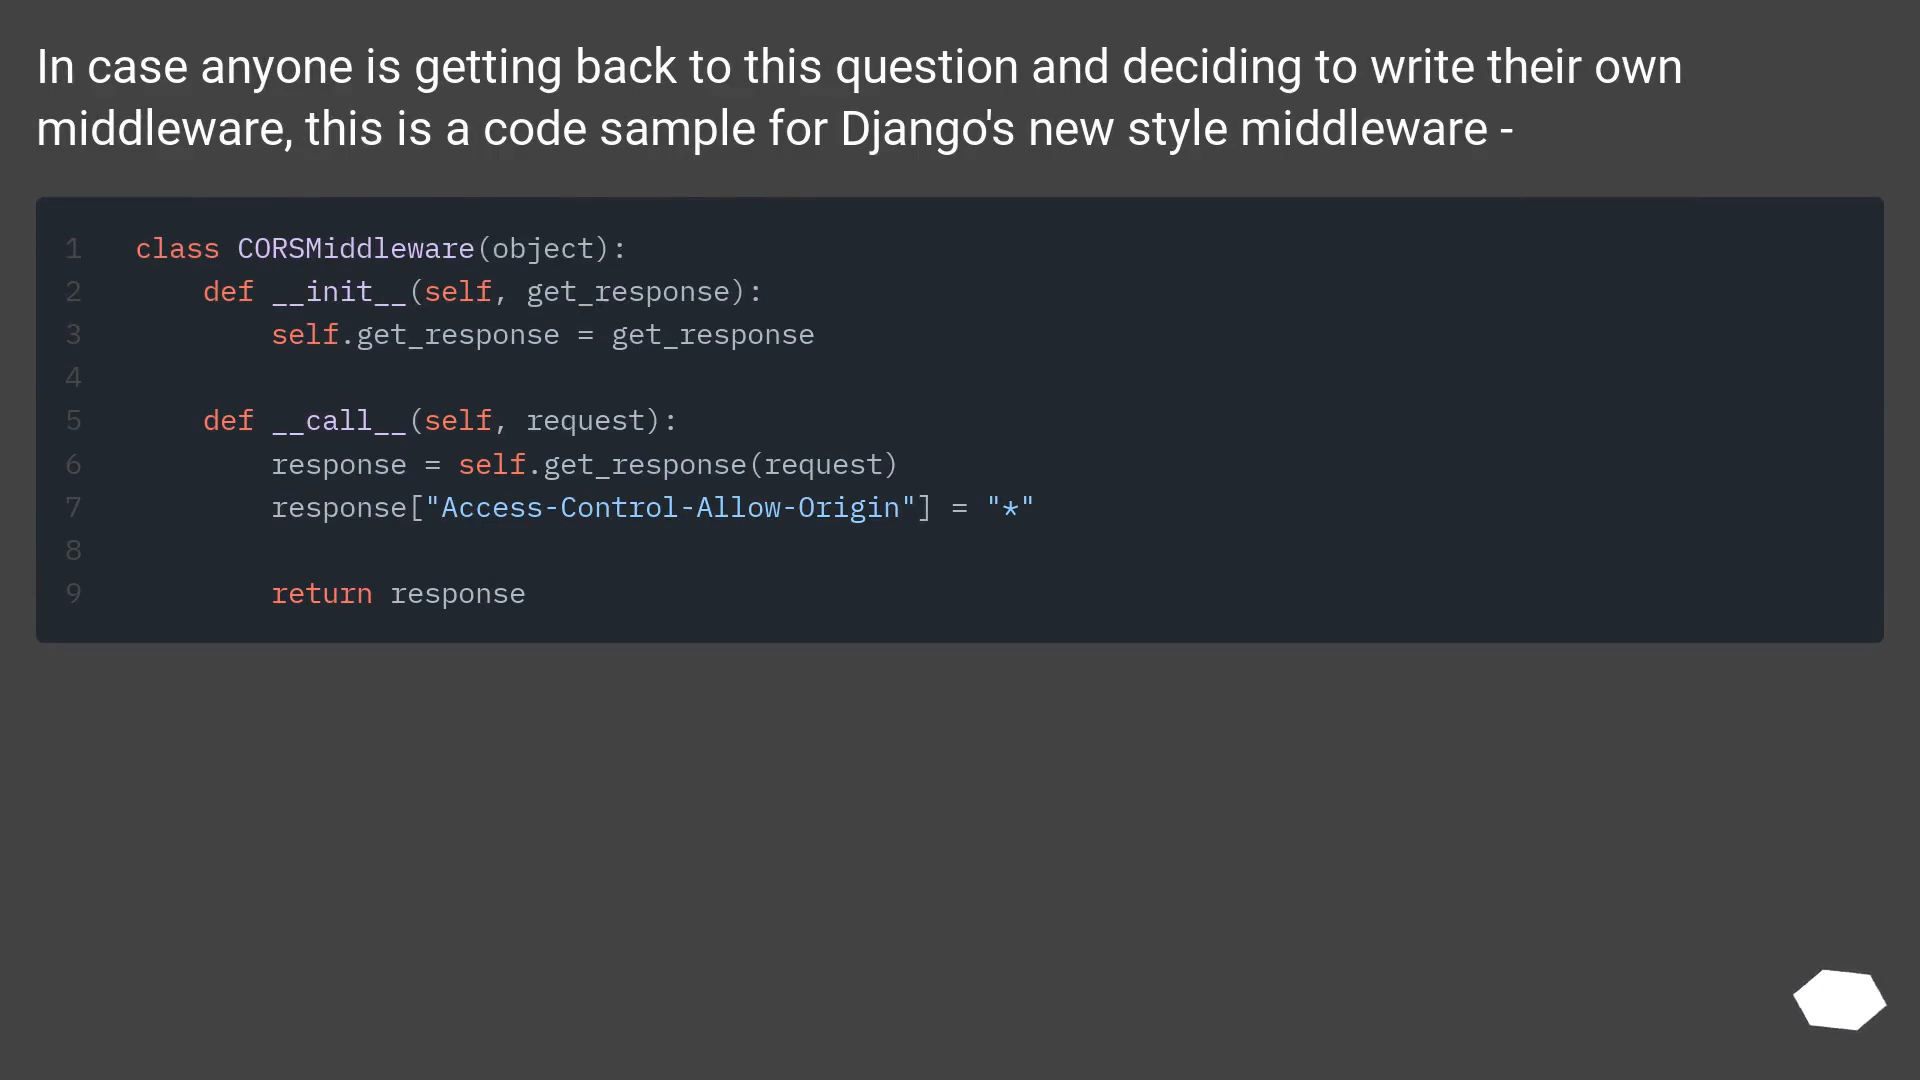 In case anyone is getting back to this question and deciding to write their own
middleware, this is a code sample for Django's new style middleware -
1 class CORSMiddleware(object):
2     def __init__(self, get_response):
3         self.get_response = get_response
4
5     def __call__(self, request):
6         response = self.get_response(request)
7         response["Access-Control-Allow-Origin"] = "*"
8
9         return response